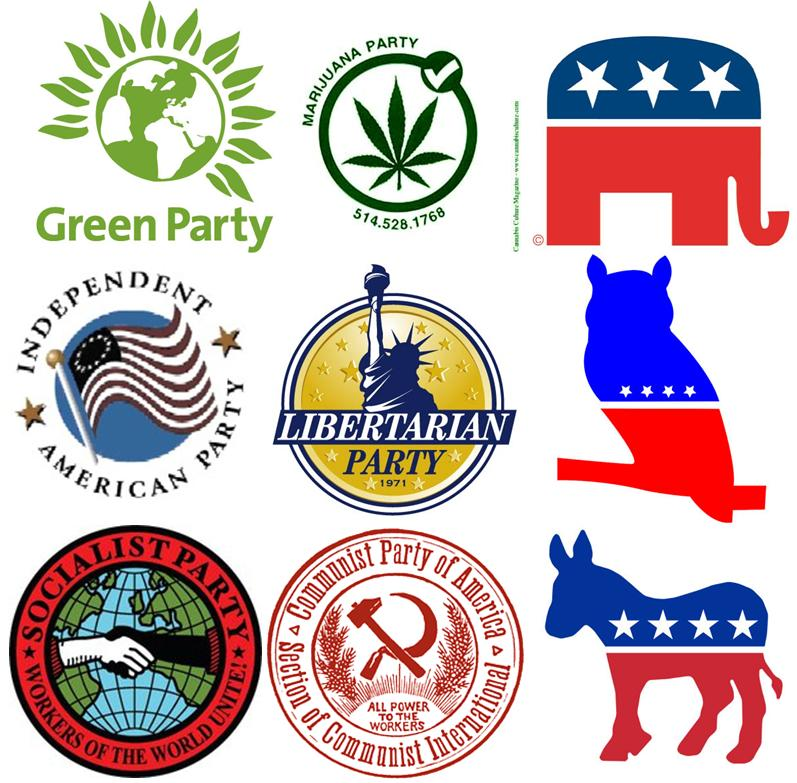 Green Party
MARIJUANA PARTY
514.528.1768
Cannabis Culture Magazine - www.cannabisculture.com
©
INDEPENDENT
AMERICAN PARTY
LIBERTARIAN
PARTY
1971
SOCIALIST PARTY
WORKERS OF THE WORLD UNITE!
Communist Party of America
Section of Communist International
ALL POWER
TO THE
WORKERS